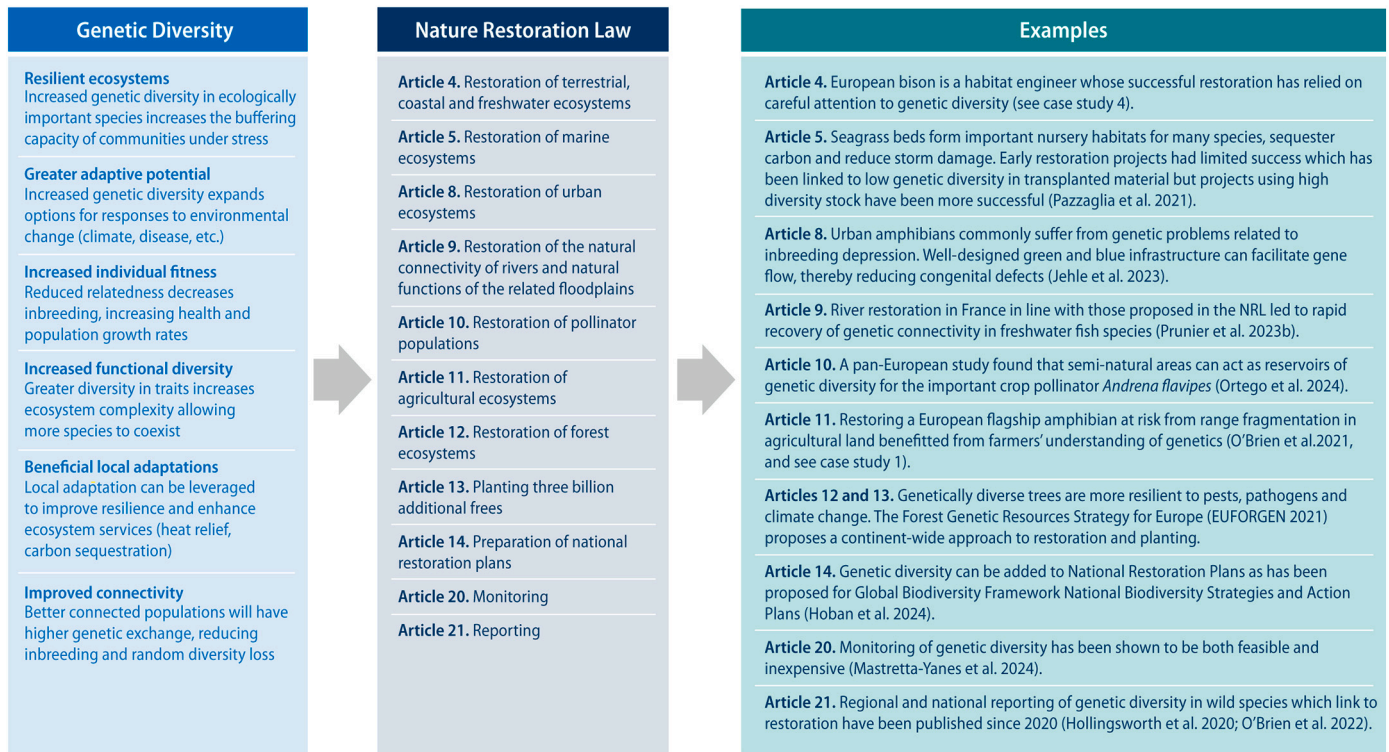 Genetic Diversity
Resilient ecosystems
Increased genetic diversity in ecologically
important species increases the buffering
capacity of communities under stress
Greater adaptive potential
Increased genetic diversity expands
options for responses to environmental
change (climate, disease, etc.)
Increased individual fitness
Reduced relatedness decreases
inbreeding, increasing health and
population growth rates
Increased functional diversity
Greater diversity in traits increases
ecosystem complexity allowing
more species to coexist
Beneficial local adaptations
Local adaptation can be leveraged
to improve resilience and enhance
ecosystem services (heat relief,
carbon sequestration)
Improved connectivity
Better connected populations will have
higher genetic exchange, reducing
inbreeding and random diversity loss
Nature Restoration Law
Article 4. Restoration of terrestrial,
coastal and freshwater ecosystems
Article 5. Restoration of marine
ecosystems
Article 8. Restoration of urban
ecosystems
Article 9. Restoration of the natural
connectivity of rivers and natural
functions of the related floodplains
Article 10. Restoration of pollinator
populations
Article 11. Restoration of
agricultural ecosystems
Article 12. Restoration of forest
ecosystems
Article 13. Planting three billion
additional frees
Article 14. Preparation of national
restoration plans
Article 20. Monitoring
Article 21. Reporting
Examples
Article 4. European bison is a habitat engineer whose successful restoration has relied on
careful attention to genetic diversity (see case study 4).
Article 5. Seagrass beds form important nursery habitats for many species, sequester
carbon and reduce storm damage. Early restoration projects had limited success which has
been linked to low genetic diversity in transplanted material but projects using high
diversity stock have been more successful (Pazzaglia et al. 2021).
Article 8. Urban amphibians commonly suffer from genetic problems related to
inbreeding depression. Well-designed green and blue infrastructure can facilitate gene
flow, thereby reducing congenital defects (Jehle et al. 2023).
Article 9. River restoration in France in line with those proposed in the NRL led to rapid
recovery of genetic connectivity in freshwater fish species (Prunier et al. 2023b).
Article 10. A pan-European study found that semi-natural areas can act as reservoirs of
genetic diversity for the important crop pollinator Andrena flavipes (Ortego et al. 2024).
Article 11. Restoring a European flagship amphibian at risk from range fragmentation in
agricultural land benefitted from farmers’ understanding of genetics (O’Brien et al.2021,
and see case study 1).
Articles 12 and 13. Genetically diverse trees are more resilient to pests, pathogens and
climate change. The Forest Genetic Resources Strategy for Europe (EUFORGEN 2021)
proposes a continent-wide approach to restoration and planting.
Article 14. Genetic diversity can be added to National Restoration Plans as has been
proposed for Global Biodiversity Framework National Biodiversity Strategies and Action
Plans (Hoban et al. 2024).
Article 20. Monitoring of genetic diversity has been shown to be both feasible and
inexpensive (Mastretta-Yanes et al. 2024).
Article 21. Regional and national reporting of genetic diversity in wild species which link to
restoration have been published since 2020 (Hollingsworth et al. 2020; O’Brien et al. 2022).